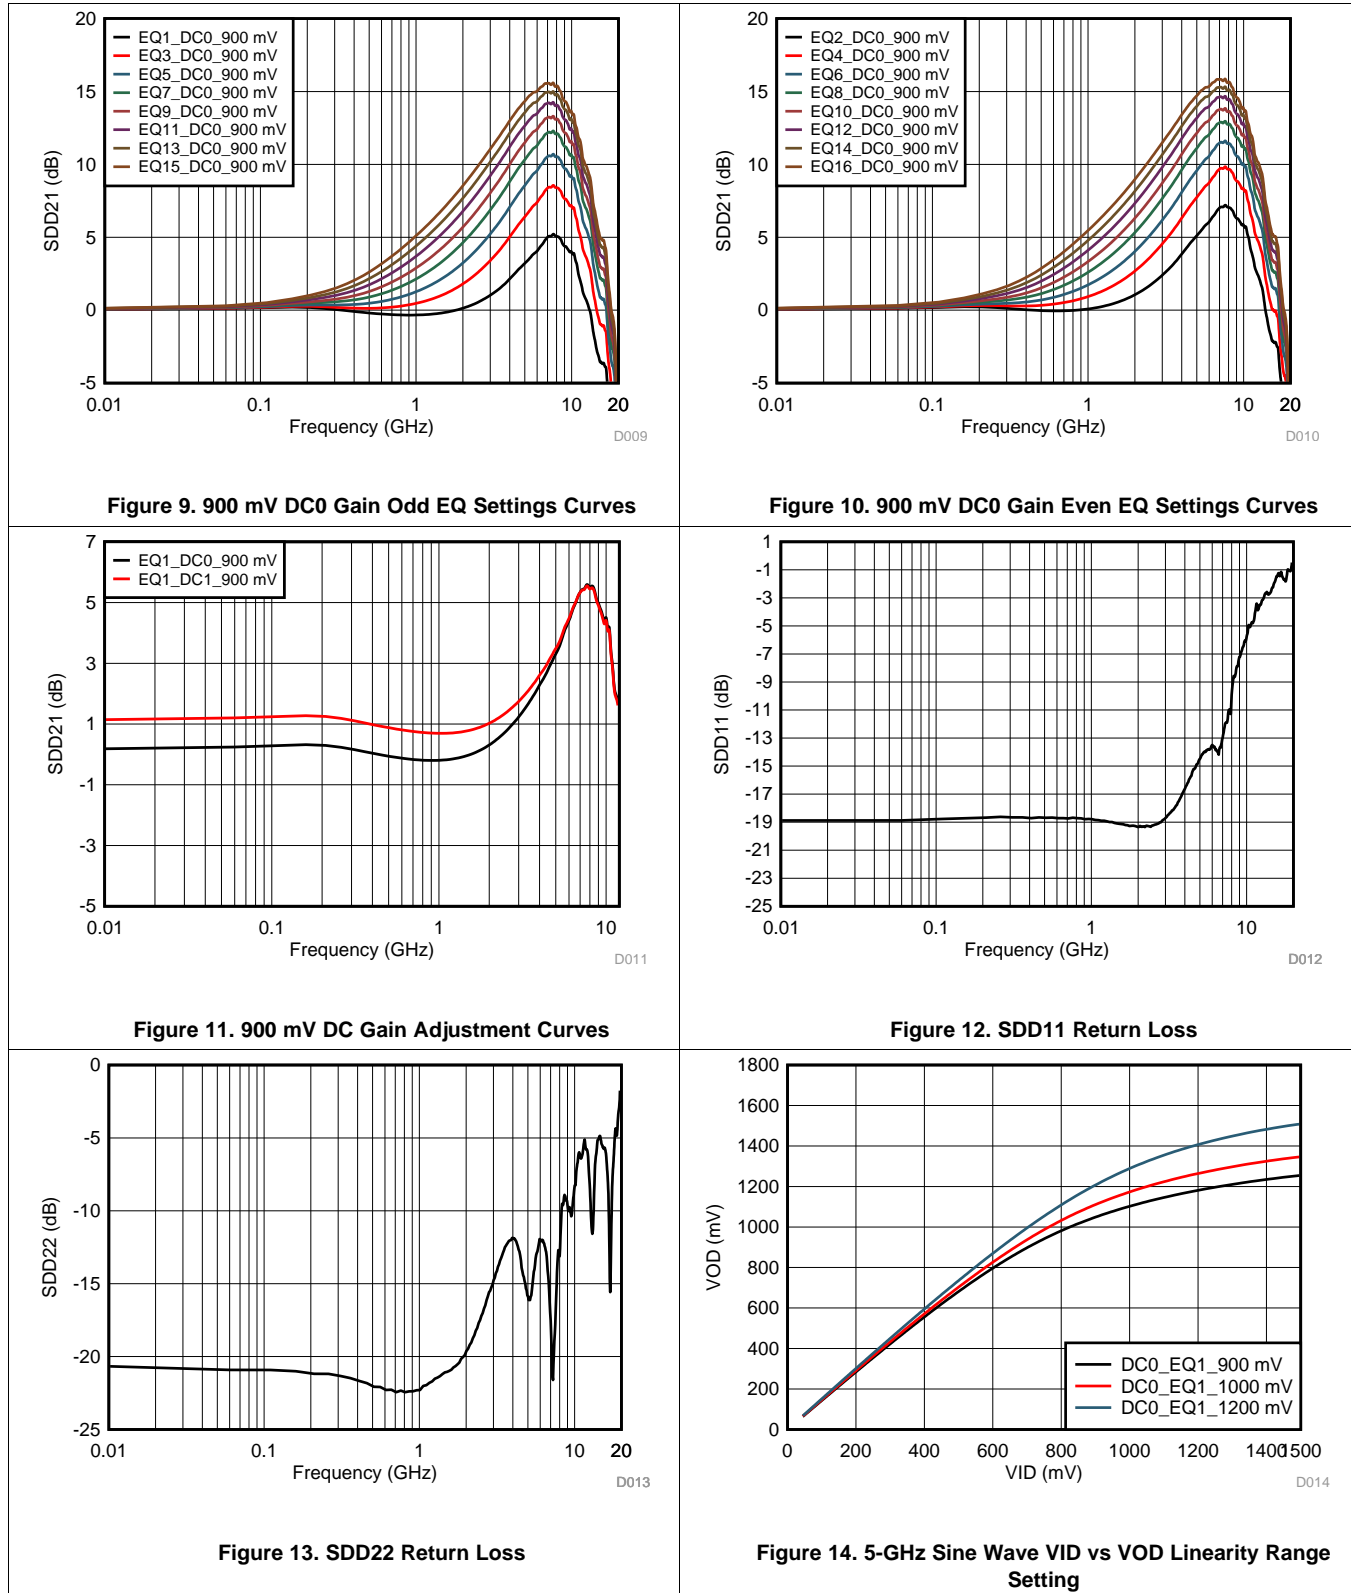 20
15
10
5
0
-5
SDD21 (dB)
EQ1_DC0_900 mV
EQ3_DC0_900 mV
EQ5_DC0_900 mV
EQ7_DC0_900 mV
EQ9_DC0_900 mV
EQ11_DC0_900 mV
EQ13_DC0_900 mV
EQ15_DC0_900 mV
0.01 0.1 1 10 20
Frequency (GHz)
D009
Figure 9. 900 mV DC0 Gain Odd EQ Settings Curves
20
15
10
5
0
-5
SDD21 (dB)
EQ2_DC0_900 mV
EQ4_DC0_900 mV
EQ6_DC0_900 mV
EQ8_DC0_900 mV
EQ10_DC0_900 mV
EQ12_DC0_900 mV
EQ14_DC0_900 mV
EQ16_DC0_900 mV
0.01 0.1 1 10 20
Frequency (GHz)
D010
Figure 10. 900 mV DC0 Gain Even EQ Settings Curves
7
5
3
1
-1
-3
-5
SDD21 (dB)
EQ1_DC0_900 mV
EQ1_DC1_900 mV
0.01 0.1 1 10
Frequency (GHz)
D011
Figure 11. 900 mV DC Gain Adjustment Curves
1
-1
-3
-5
-7
-9
-11
-13
-15
-17
-19
-21
-23
-25
SDD11 (dB)
0.01 0.1 1 10
Frequency (GHz)
D012
Figure 12. SDD11 Return Loss
0
-5
-10
-15
-20
-25
SDD22 (dB)
0.01 0.1 1 10 20
Frequency (GHz)
D013
Figure 13. SDD22 Return Loss
1800
1600
1400
1200
1000
800
600
400
200
0
VOD (mV)
DC0_EQ1_900 mV
DC0_EQ1_1000 mV
DC0_EQ1_1200 mV
0 200 400 600 800 1000 1200 1400 1500
VID (mV)
D014
Figure 14. 5-GHz Sine Wave VID vs VOD Linearity Range
Setting